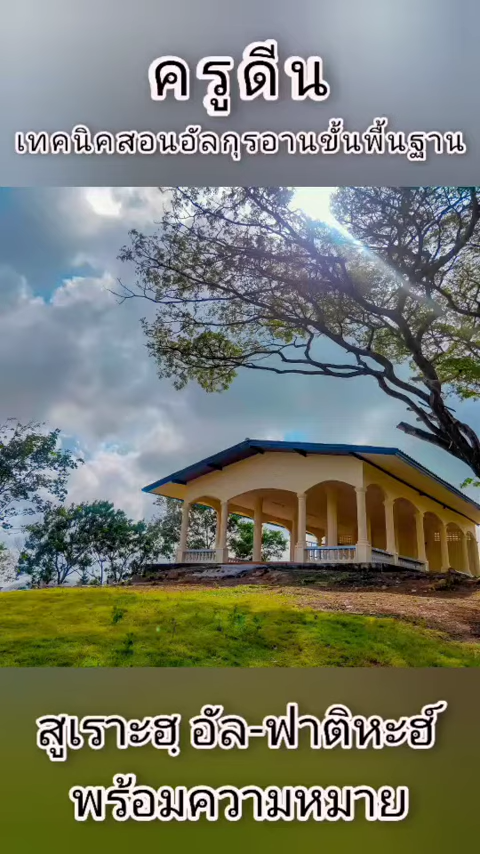 ครูดีน
เทคนิคสอนอัลกุรอานขั้นพื้นฐาน
สูเราะฮฺ อัล-ฟาติหะฮ์
พร้อมความหมาย